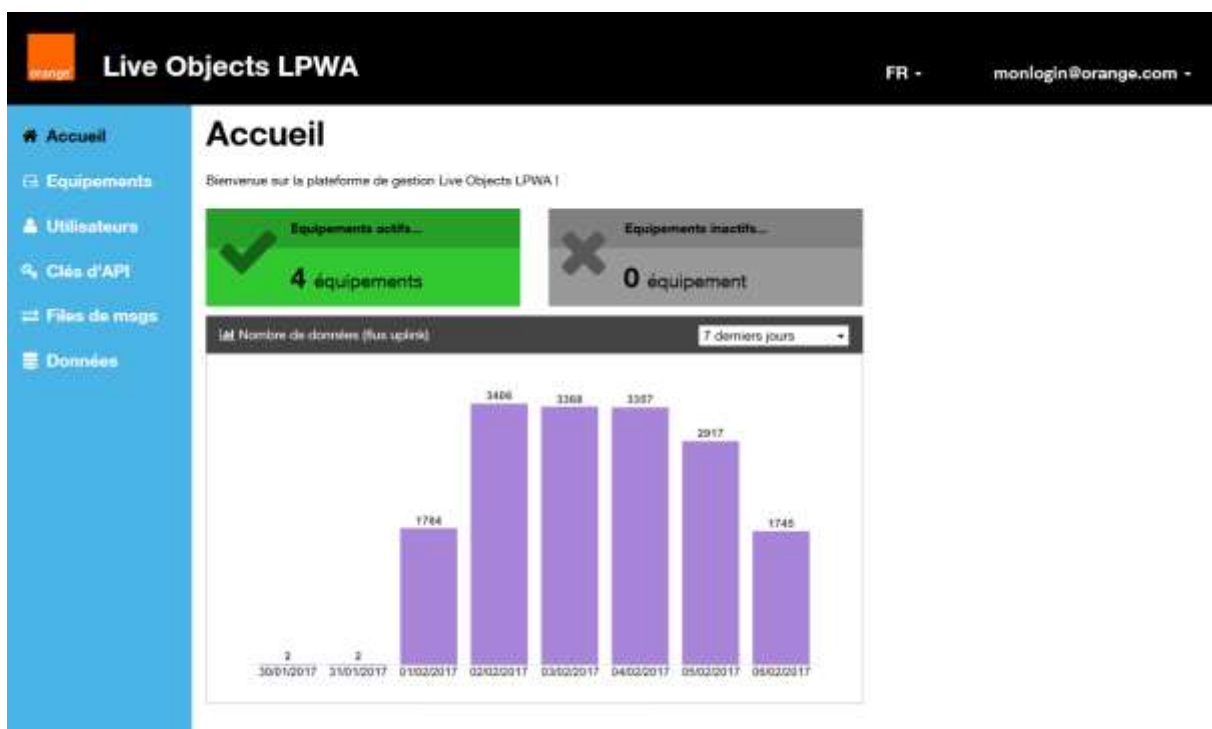 orange
Live Objects LPWA
FR
monlogin@orange.com
Accueil
Equipements
Utilisateurs
Clés d'API
Files de msgs
Données
Accueil
Bienvenue sur la plateforme de gestion Live Objects LPWA !
Equipements actifs...
4 équipements
Equipements inactifs...
0 équipement
Nombre de données (flux uplink)
7 derniers jours
3406
3368
3357
2917
1784
1745
2
2
30/01/2017
31/01/2017
01/02/2017
02/02/2017
03/02/2017
04/02/2017
05/02/2017
06/02/2017